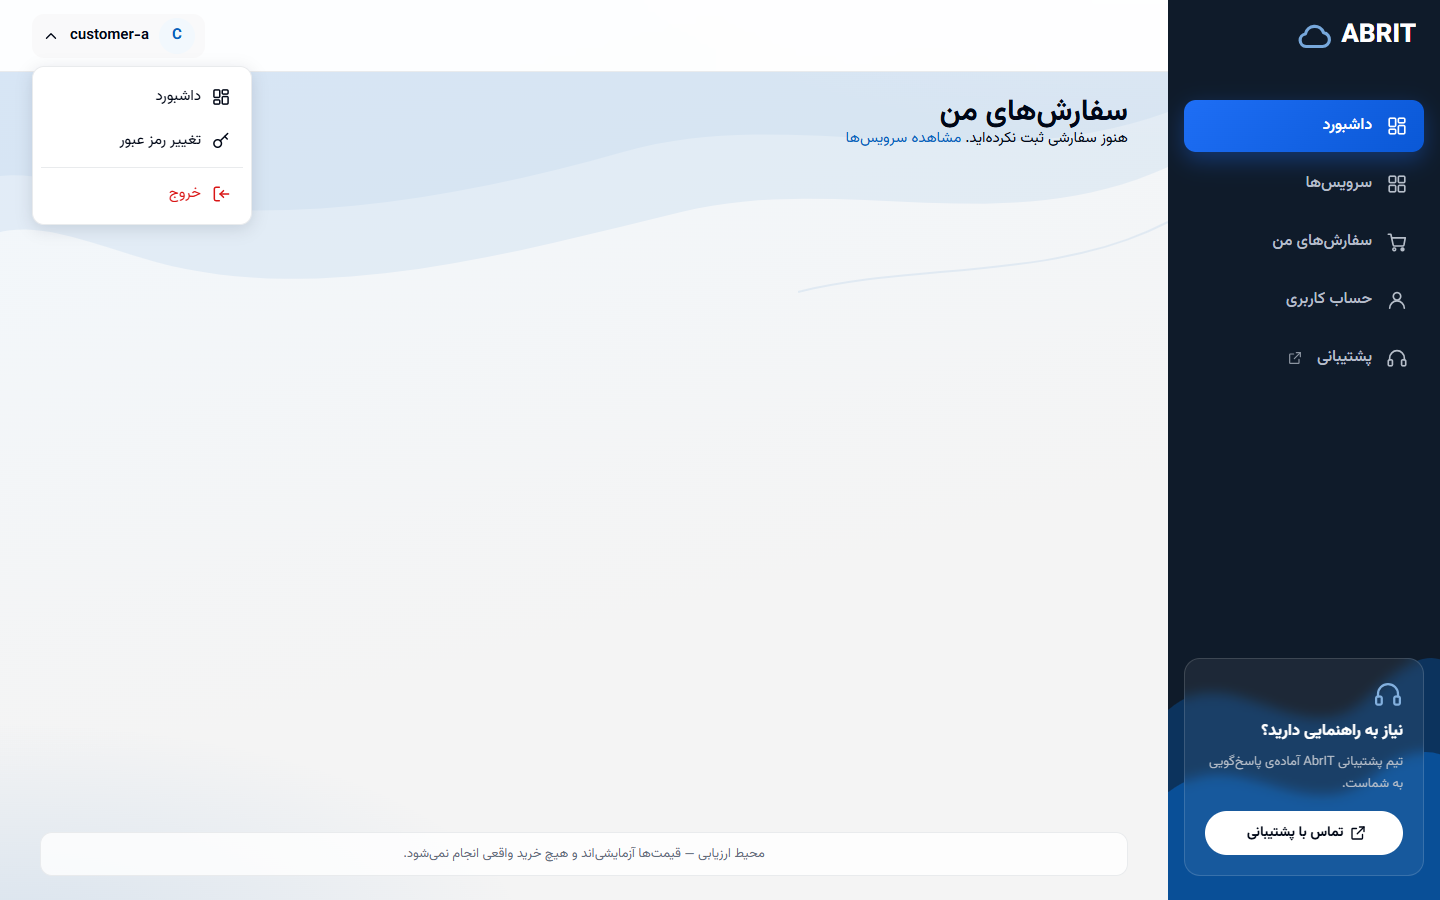 ABRIT
داشبورد
سرویس‌ها
سفارش‌های من
حساب کاربری
پشتیبانی
نیاز به راهنمایی دارید؟
تیم پشتیبانی AbrIT آماده‌ی پاسخ‌گویی
به شماست.
تماس با پشتیبانی
customer-a
C
داشبورد
تغییر رمز عبور
خروج
سفارش‌های من
هنوز سفارشی ثبت نکرده‌اید. مشاهده سرویس‌ها
محیط ارزیابی — قیمت‌ها آزمایشی‌اند و هیچ خرید واقعی انجام نمی‌شود.